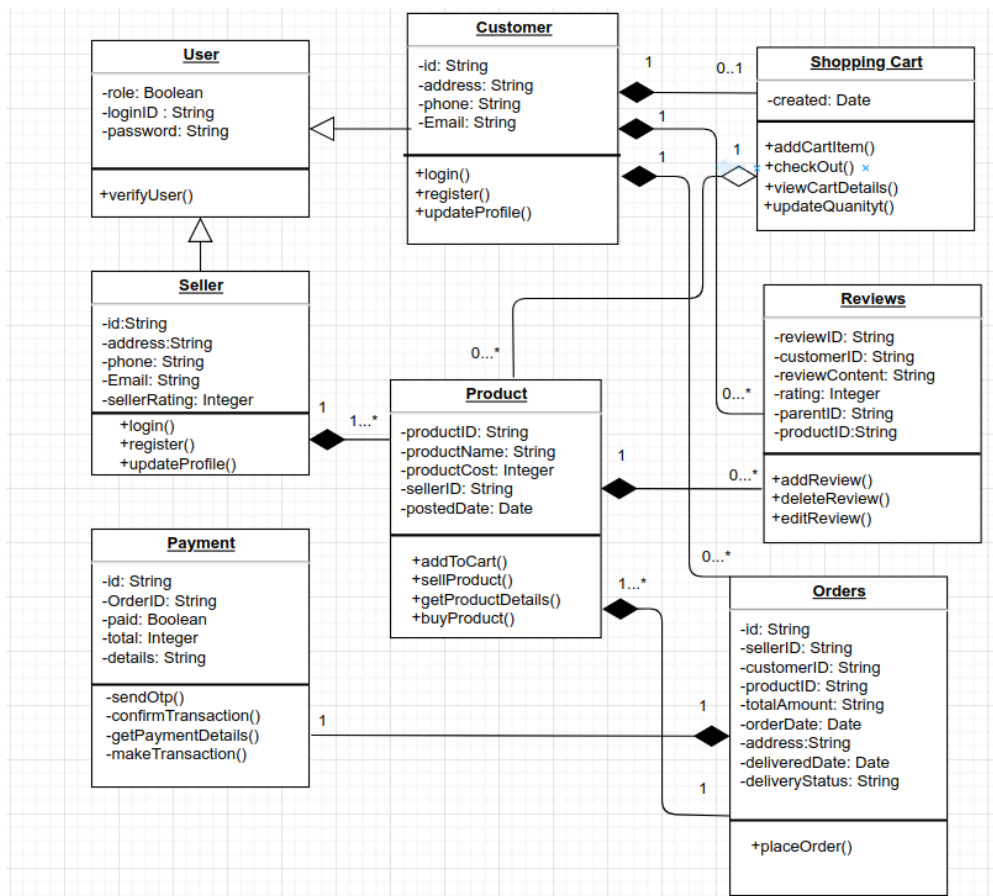 User
-role: Boolean
-loginID : String
-password: String
+verifyUser()
Customer
-id: String
-address: String
-phone: String
-Email: String
+login()
+register()
+updateProfile()
1
0..1
1
1
1
Shopping Cart
-created: Date
+addCartItem()
+checkOut()
+viewCartDetails()
+updateQuanityt()
Seller
-id:String
-address:String
-phone: String
-Email: String
-sellerRating: Integer
+login()
+register()
+updateProfile()
1
1...*
0...*
Product
-productID: String
-productName: String
-productCost: Integer
-sellerID: String
-postedDate: Date
+addToCart()
+sellProduct()
+getProductDetails()
+buyProduct()
Reviews
-reviewID: String
-customerID: String
-reviewContent: String
-rating: Integer
-parentID: String
-productID:String
+addReview()
+deleteReview()
+editReview()
0...*
1
0...*
0...*
1...*
Payment
-id: String
-OrderID: String
-paid: Boolean
-total: Integer
-details: String
-sendOtp()
-confirmTransaction()
-getPaymentDetails()
-makeTransaction()
1
1
1
Orders
-id: String
-sellerID: String
-customerID: String
-productID: String
-totalAmount: String
-orderDate: Date
-address:String
-deliveredDate: Date
-deliveryStatus: String
+placeOrder()